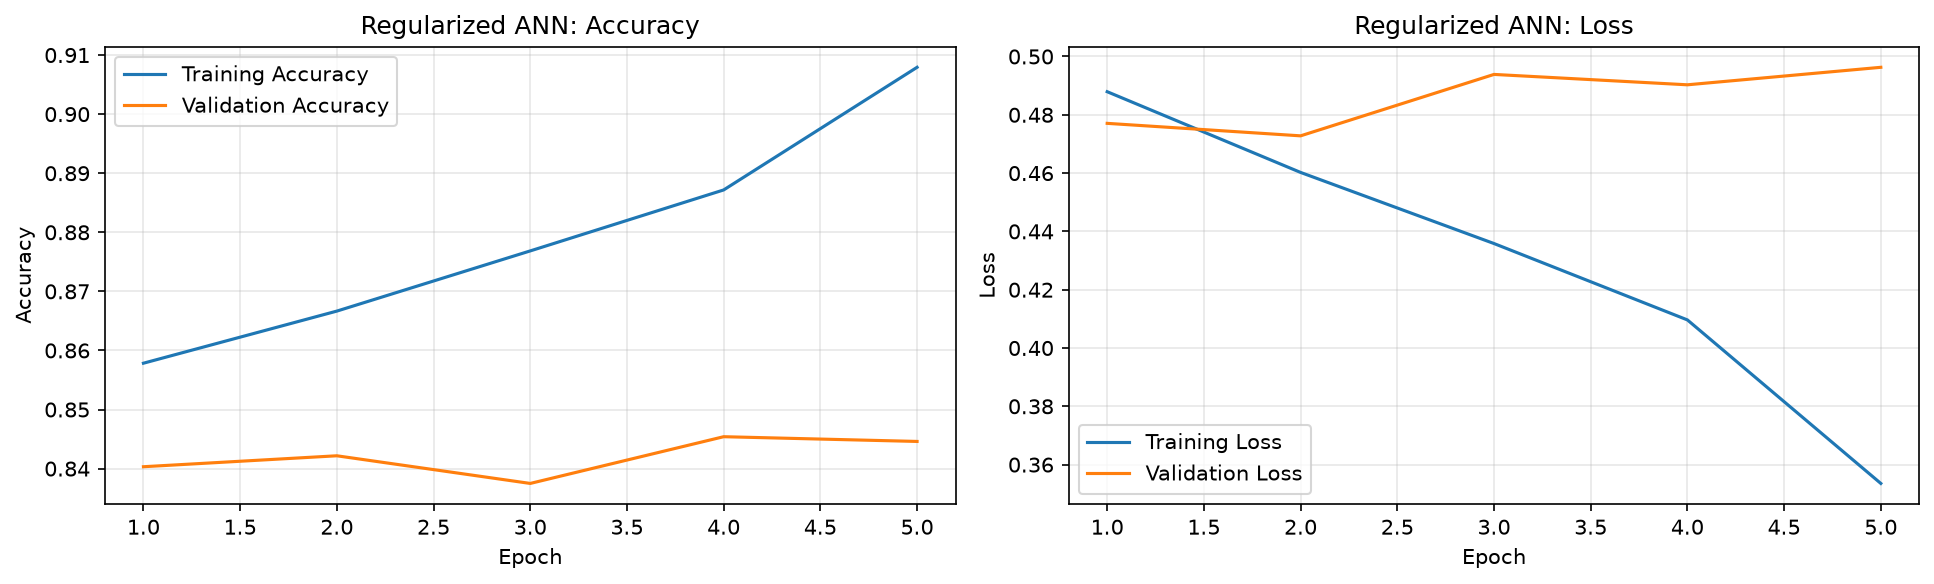 Regularized ANN: Accuracy
0.91
0.90
0.89
0.88
0.87
0.86
0.85
0.84
Accuracy
Training Accuracy
Validation Accuracy
1.0 1.5 2.0 2.5 3.0 3.5 4.0 4.5 5.0
Epoch
Regularized ANN: Loss
0.50
0.48
0.46
0.44
0.42
0.40
0.38
0.36
Loss
Training Loss
Validation Loss
1.0 1.5 2.0 2.5 3.0 3.5 4.0 4.5 5.0
Epoch